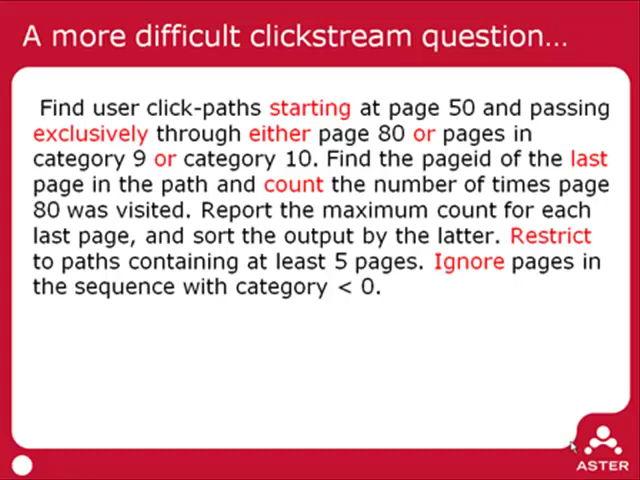 A more difficult clickstream question...
Find user click-paths starting at page 50 and passing
exclusively through either page 80 or pages in
category 9 or category 10. Find the pageid of the last
page in the path and count the number of times page
80 was visited. Report the maximum count for each
last page, and sort the output by the latter. Restrict
to paths containing at least 5 pages. Ignore pages in
the sequence with category < 0.
ASTER